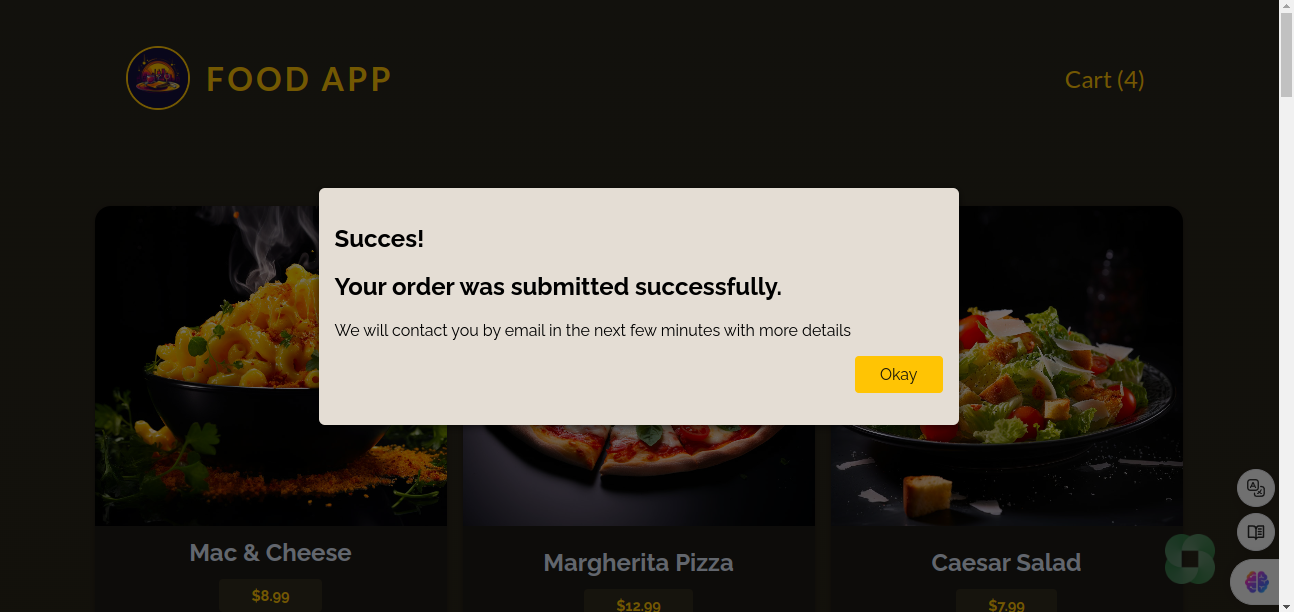 FOOD APP
Cart (4)
Succes!
Your order was submitted successfully.
We will contact you by email in the next few minutes with more details
Okay
Mac & Cheese
Margherita Pizza
Caesar Salad
$8.99
$12.99
$7.99